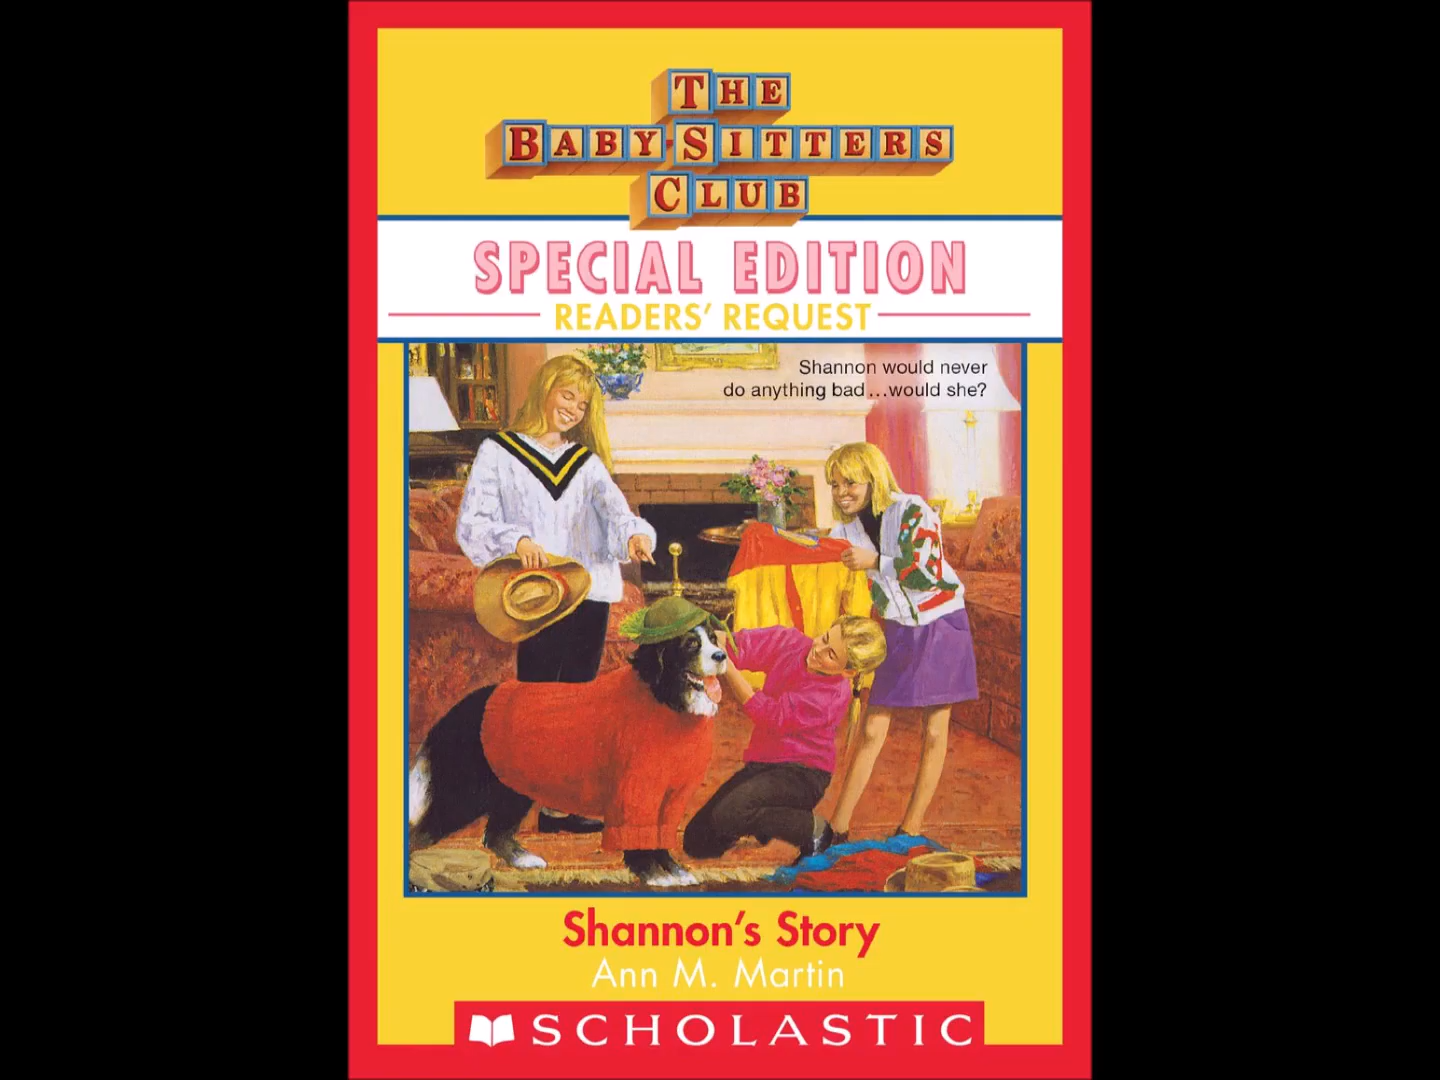 THE
BABY-SITTERS
CLUB
SPECIAL EDITION
READERS' REQUEST
Shannon would never
do anything bad...would she?
Shannon's Story
Ann M. Martin
SCHOLASTIC